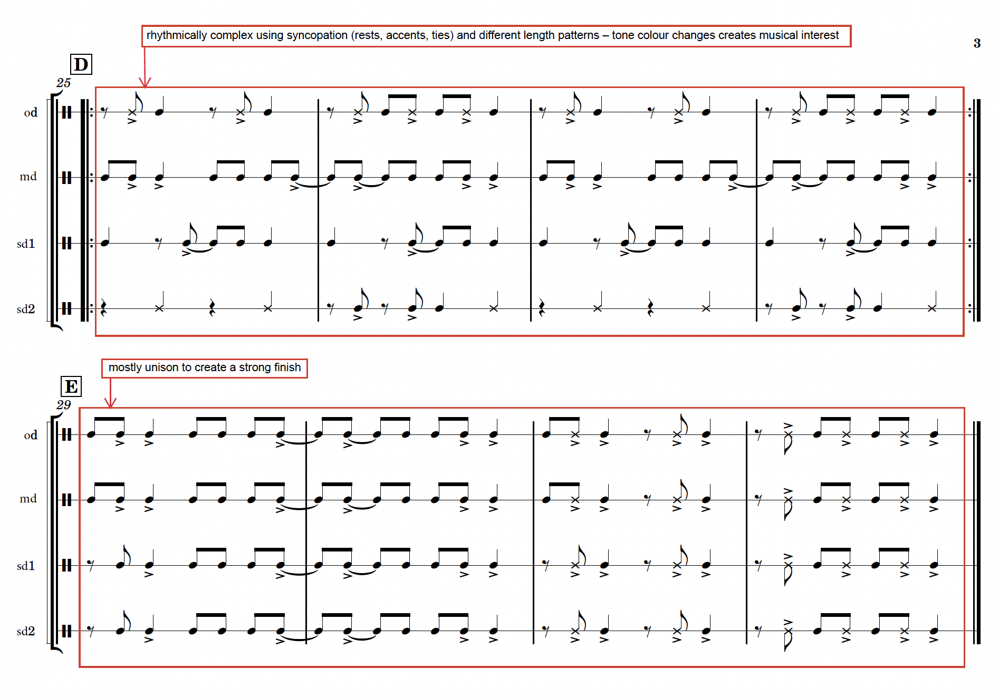 rhythmically complex using syncopation (rests, accents, ties) and different length patterns – tone colour changes creates musical interest
3
D
25
od
md
sd1
sd2
mostly unison to create a strong finish
E
29
od
md
sd1
sd2